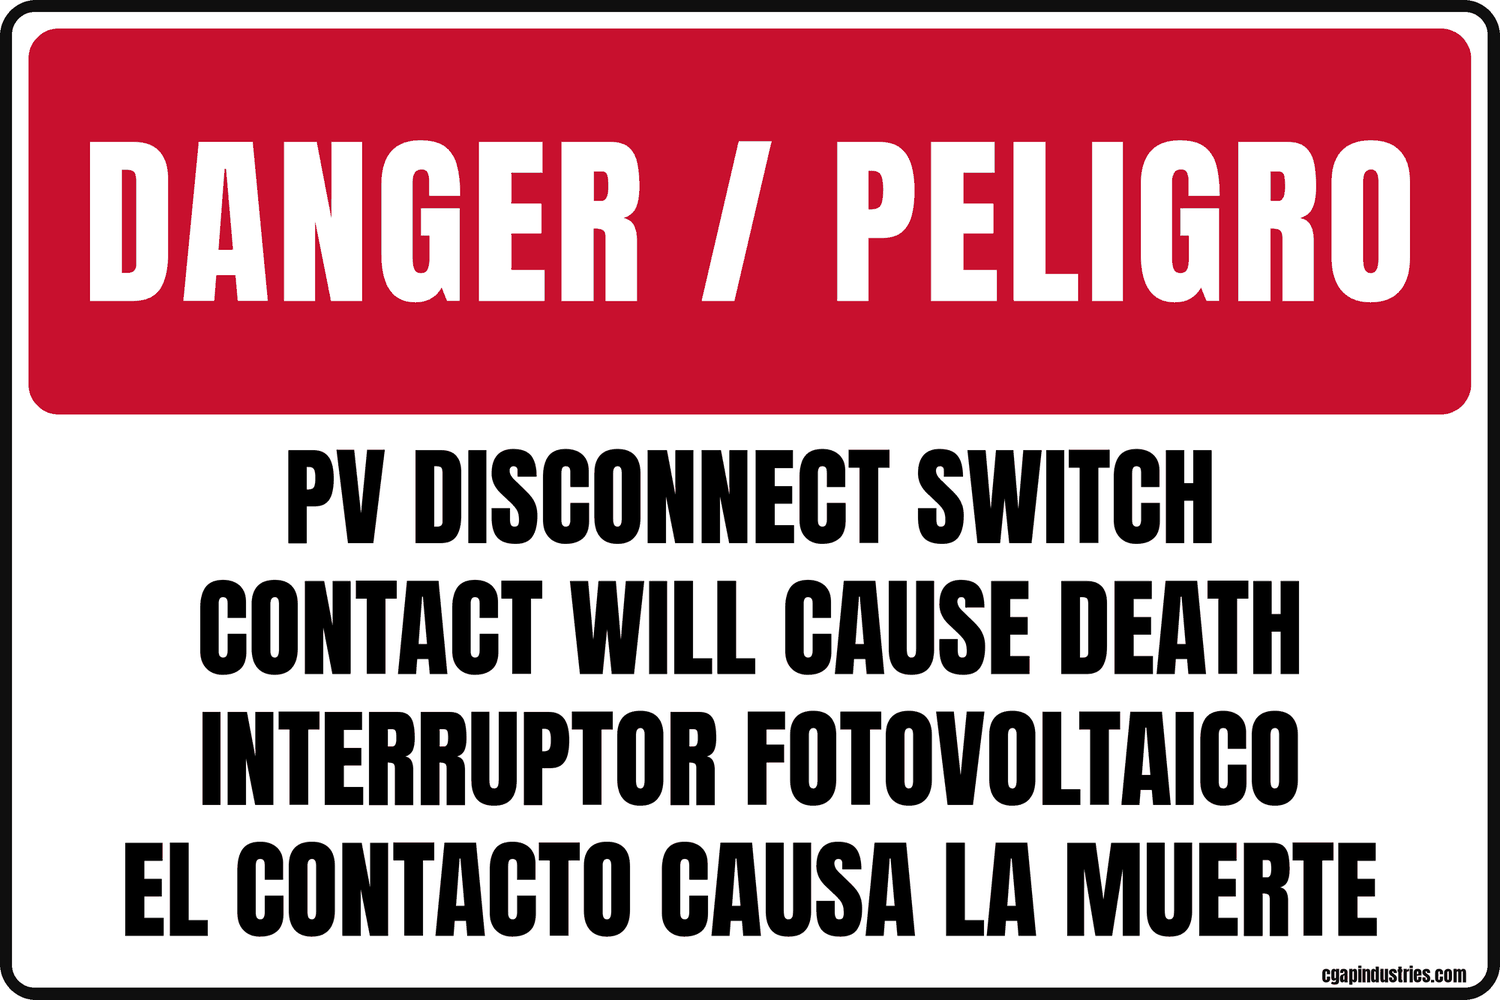 DANGER / PELIGRO
PV DISCONNECT SWITCH
CONTACT WILL CAUSE DEATH
INTERRUPTOR FOTOVOLTAICO
EL CONTACTO CAUSA LA MUERTE
cgapindustries.com